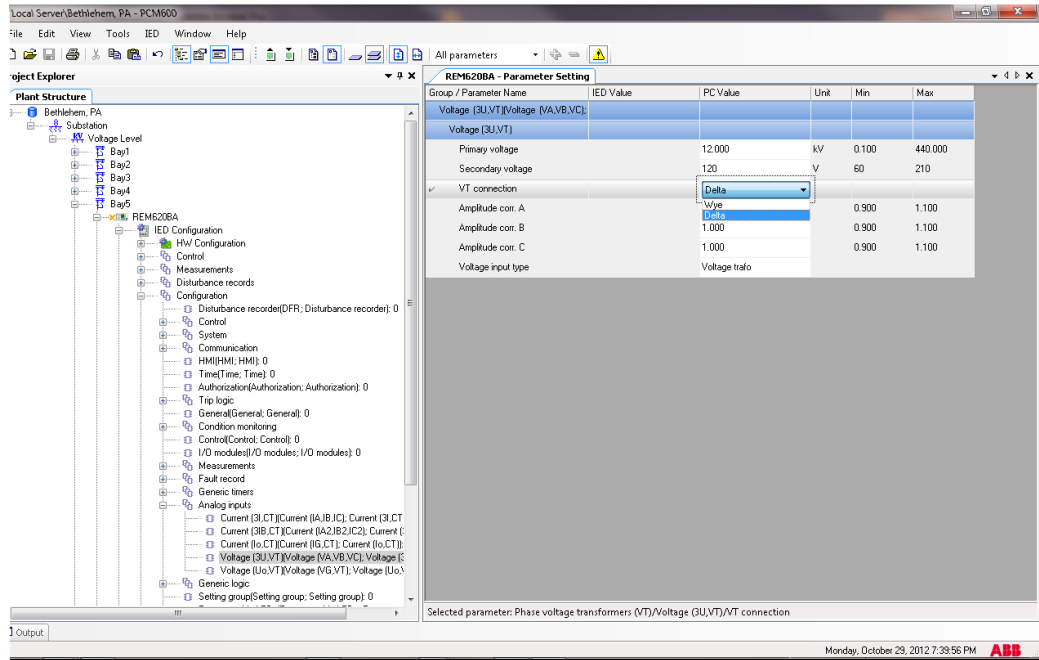 Local Server\Bethlehem, PA - PCM600
File Edit View Tools IED Window Help
All parameters
roject Explorer
REM620BA - Parameter Setting
Plant Structure
Group / Parameter Name IED Value PC Value Unit Min Max
Bethlehem, PA
Substation
Voltage Level
Bay1
Bay2
Bay3
Bay4
Bay5
REM620BA
IED Configuration
HW Configuration
Control
Measurements
Disturbance records
Configuration
Disturbance recorder(DFR; Disturbance recorder): 0
Control
System
Communication
HMI(HMI; HMI): 0
Time(Time; Time): 0
Authorization(Authorization; Authorization): 0
Trip logic
General(General; General): 0
Condition monitoring
Control(Control; Control): 0
I/O modules(I/O modules; I/O modules): 0
Measurements
Fault record
Generic timers
Analog inputs
Current (3I,CT)(Current (IA,IB,IC); Current (3I,CT
Current (3IB,CT)(Current (IA2,IB2,IC2); Current (
Current (Io,CT)(Current (IG,CT); Current (Io,CT)):
Voltage (3U,VT)(Voltage (VA,VB,VC); Voltage (3
Voltage (Uo,VT)(Voltage (VG,VT); Voltage (Uo,V
Generic logic
Setting group(Setting group; Setting group): 0
Voltage (3U,VT)(Voltage (VA,VB,VC);
Voltage (3U,VT)
Primary voltage 12.000 kV 0.100 440.000
Secondary voltage 120 V 60 210
VT connection Delta
Wye
Delta
Amplitude corr. A 0.900 1.100
Amplitude corr. B 1.000 0.900 1.100
Amplitude corr. C 1.000 0.900 1.100
Voltage input type Voltage trafo
Selected parameter: Phase voltage transformers (VT)/Voltage (3U,VT)/VT connection
Output
Monday, October 29, 2012 7:39:56 PM ABB